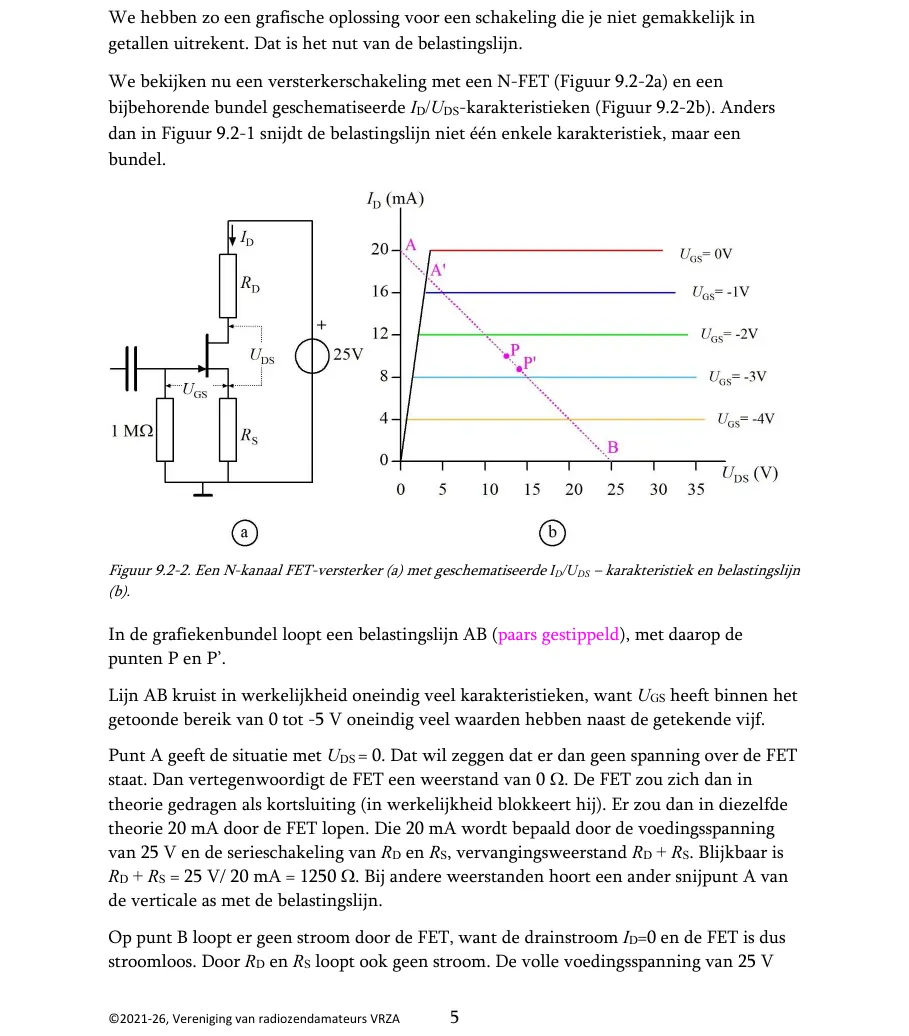 We hebben zo een grafische oplossing voor een schakeling die je niet gemakkelijk in
getallen uitrekent. Dat is het nut van de belastingslijn.
We bekijken nu een versterkerschakeling met een N-FET (Figuur 9.2-2a) en een
bijbehorende bundel geschematiseerde ID/UDS-karakteristieken (Figuur 9.2-2b). Anders
dan in Figuur 9.2-1 snijdt de belastingslijn niet één enkele karakteristiek, maar een
bundel.
ID
RD
UDS
UGS
+
25V
1 MΩ
RS
a
ID (mA)
20
16
12
8
4
0
A
A'
P
P'
B
UGS= 0V
UGS= -1V
UGS= -2V
UGS= -3V
UGS= -4V
UDS (V)
0 5 10 15 20 25 30 35
b
Figuur 9.2-2. Een N-kanaal FET-versterker (a) met geschematiseerde ID/UDS – karakteristiek en belastingslijn
(b).
In de grafiekenbundel loopt een belastingslijn AB (paars gestippeld), met daarop de
punten P en P’.
Lijn AB kruist in werkelijkheid oneindig veel karakteristieken, want UGS heeft binnen het
getoonde bereik van 0 tot -5 V oneindig veel waarden hebben naast de getekende vijf.
Punt A geeft de situatie met UDS = 0. Dat wil zeggen dat er dan geen spanning over de FET
staat. Dan vertegenwoordigt de FET een weerstand van 0 Ω. De FET zou zich dan in
theorie gedragen als kortsluiting (in werkelijkheid blokkeert hij). Er zou dan in diezelfde
theorie 20 mA door de FET lopen. Die 20 mA wordt bepaald door de voedingsspanning
van 25 V en de serieschakeling van RD en RS, vervangingsweerstand RD + RS. Blijkbaar is
RD + RS = 25 V/ 20 mA = 1250 Ω. Bij andere weerstanden hoort een ander snijpunt A van
de verticale as met de belastingslijn.
Op punt B loopt er geen stroom door de FET, want de drainstroom ID=0 en de FET is dus
stroomloos. Door RD en RS loopt ook geen stroom. De volle voedingsspanning van 25 V
©2021-26, Vereniging van radiozendamateurs VRZA 5